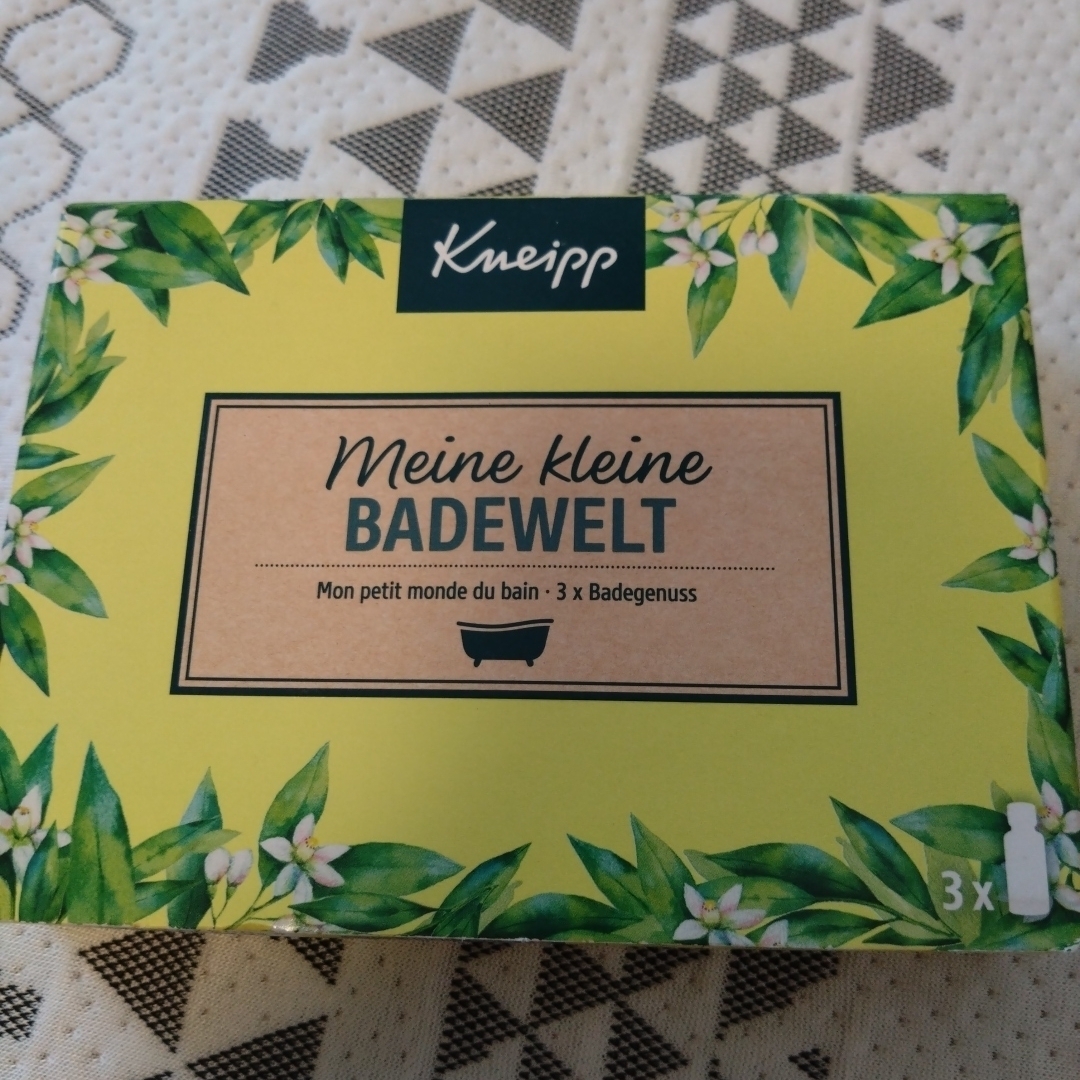 Kneipp
Meine kleine
BADEWELT
Mon petit monde du bain · 3 x Badegenuss
3 x